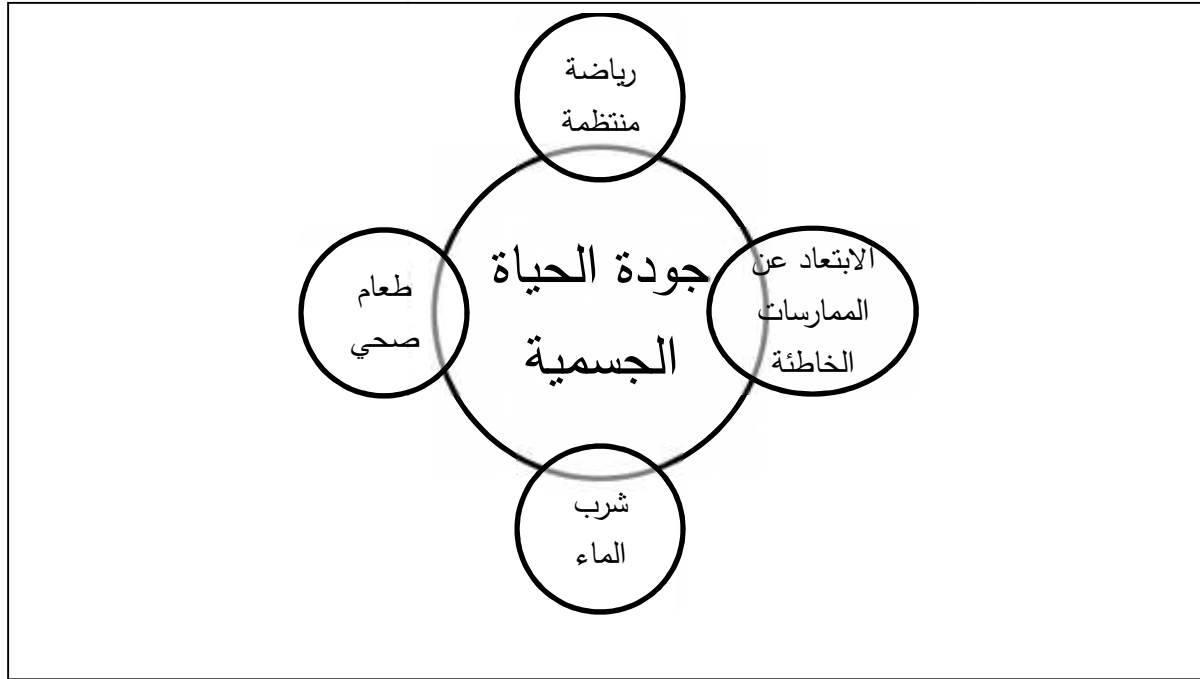 رياضة
منتظمة
جودة الحياة
الجسمية
الابتعاد عن
الممارسات
الخاطئة
طعام
صحي
شرب
الماء